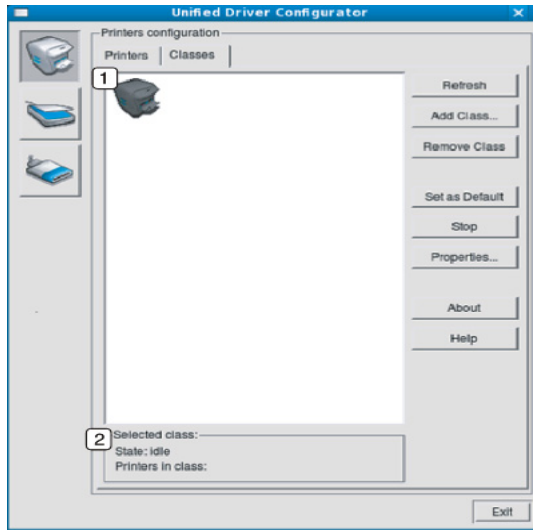 Unified Driver Configurator
Printers configuration
Printers
Classes
1
Refresh
Add Class...
Remove Class
Set as Default
Stop
Properties...
About
Help
2
Selected class:
State: idle
Printers in class:
Exit